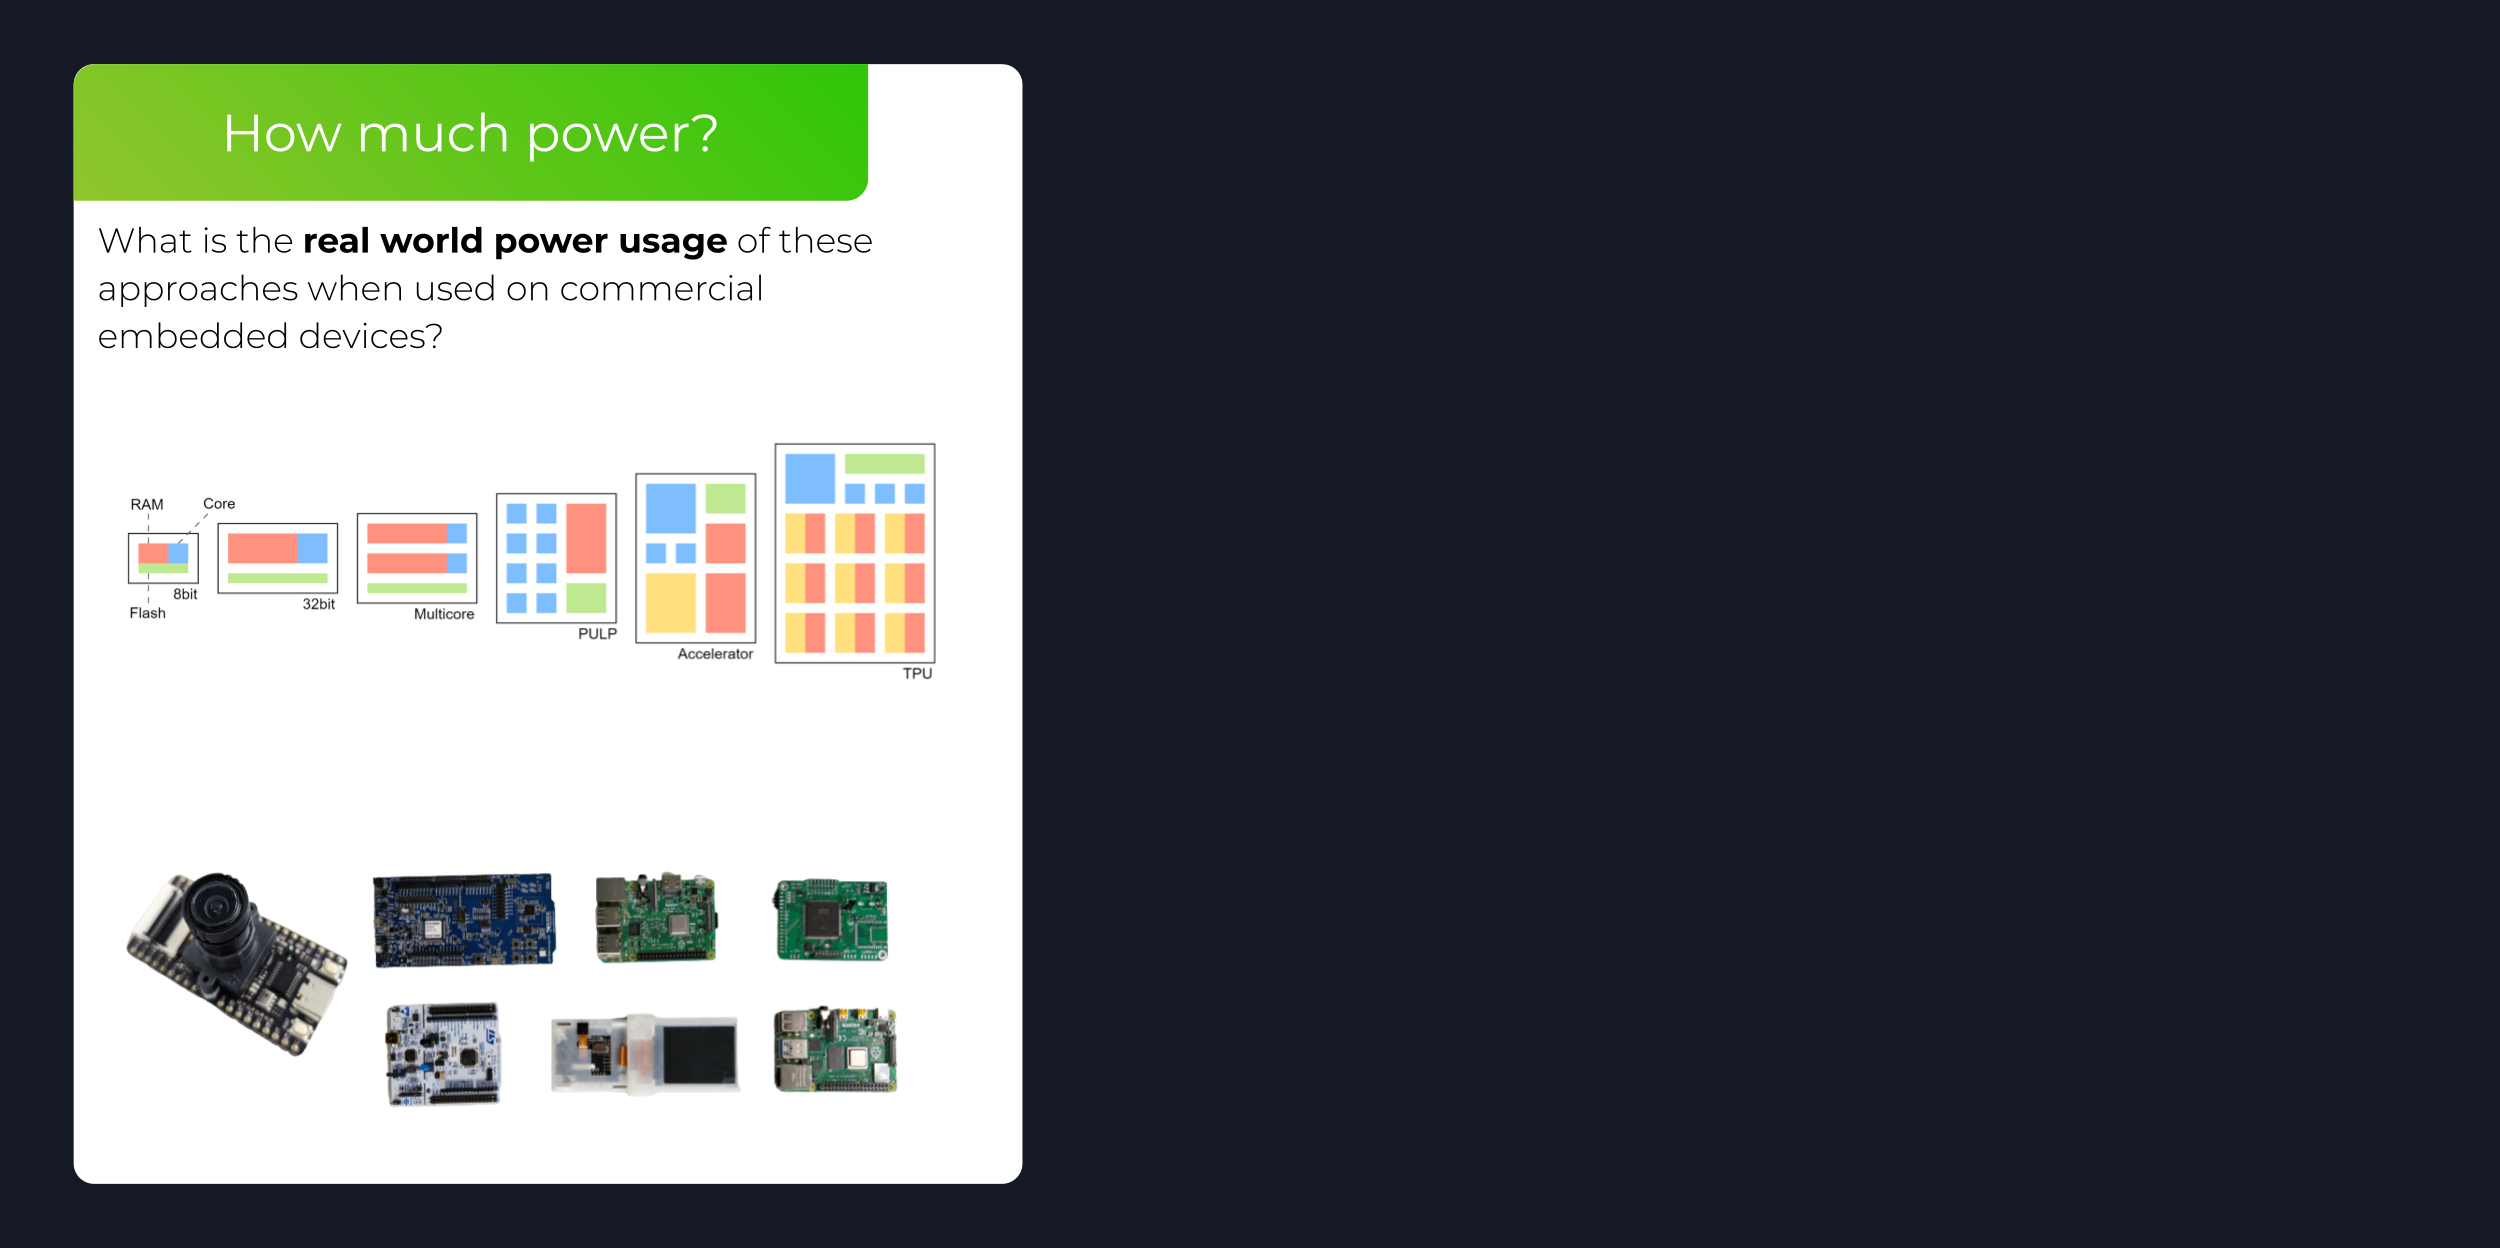 How much power?
What is the real world power usage of these
approaches when used on commercial
embedded devices?
RAM
Core
Flash
8bit
32bit
Multicore
PULP
Accelerator
TPU